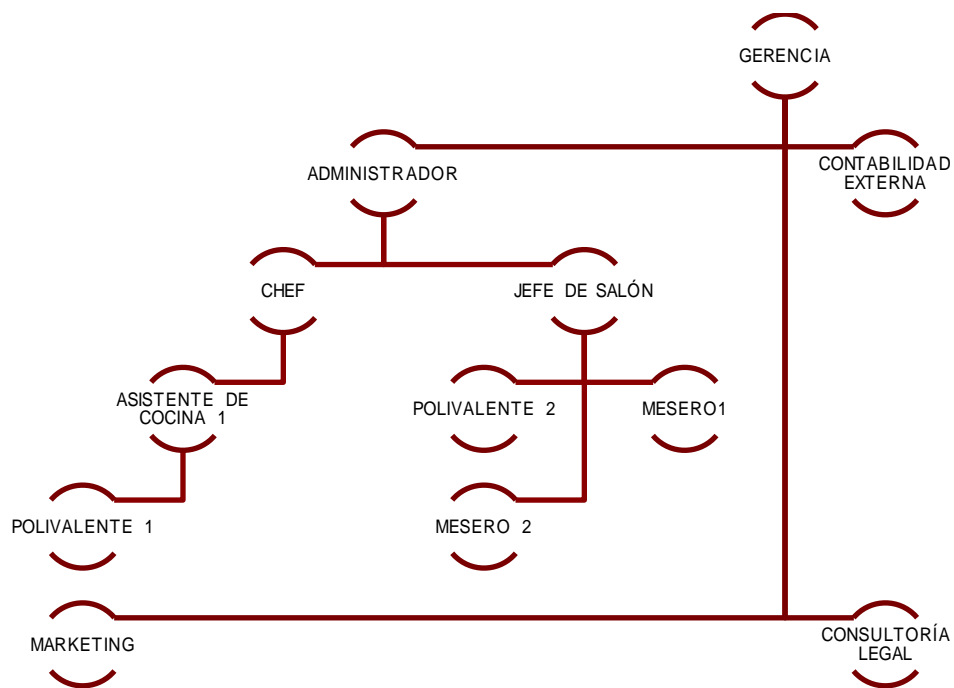 GERENCIA
ADMINISTRADOR
CONTABILIDAD
EXTERNA
CHEF
JEFE DE SALÓN
ASISTENTE DE
COCINA 1
POLIVALENTE 2
MESERO1
POLIVALENTE 1
MESERO 2
MARKETING
CONSULTORÍA
LEGAL